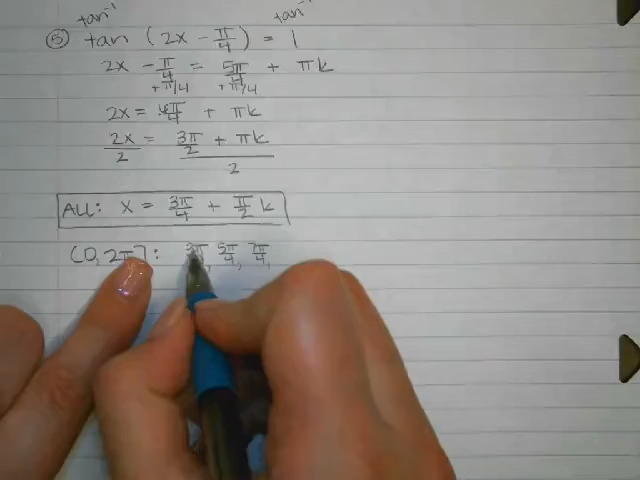 tan⁻¹ tan⁻¹
⑤ tan (2x - π/4) = 1
2x - π/4 = 5π/4 + πk
+π/4 +π/4
2x = 6π/4 + πk
2x/2 = (3π/2 + πk)/2
ALL: x = 3π/4 + π/2 k
(0, 2π]: 3π, 5π/4, 7π/4,